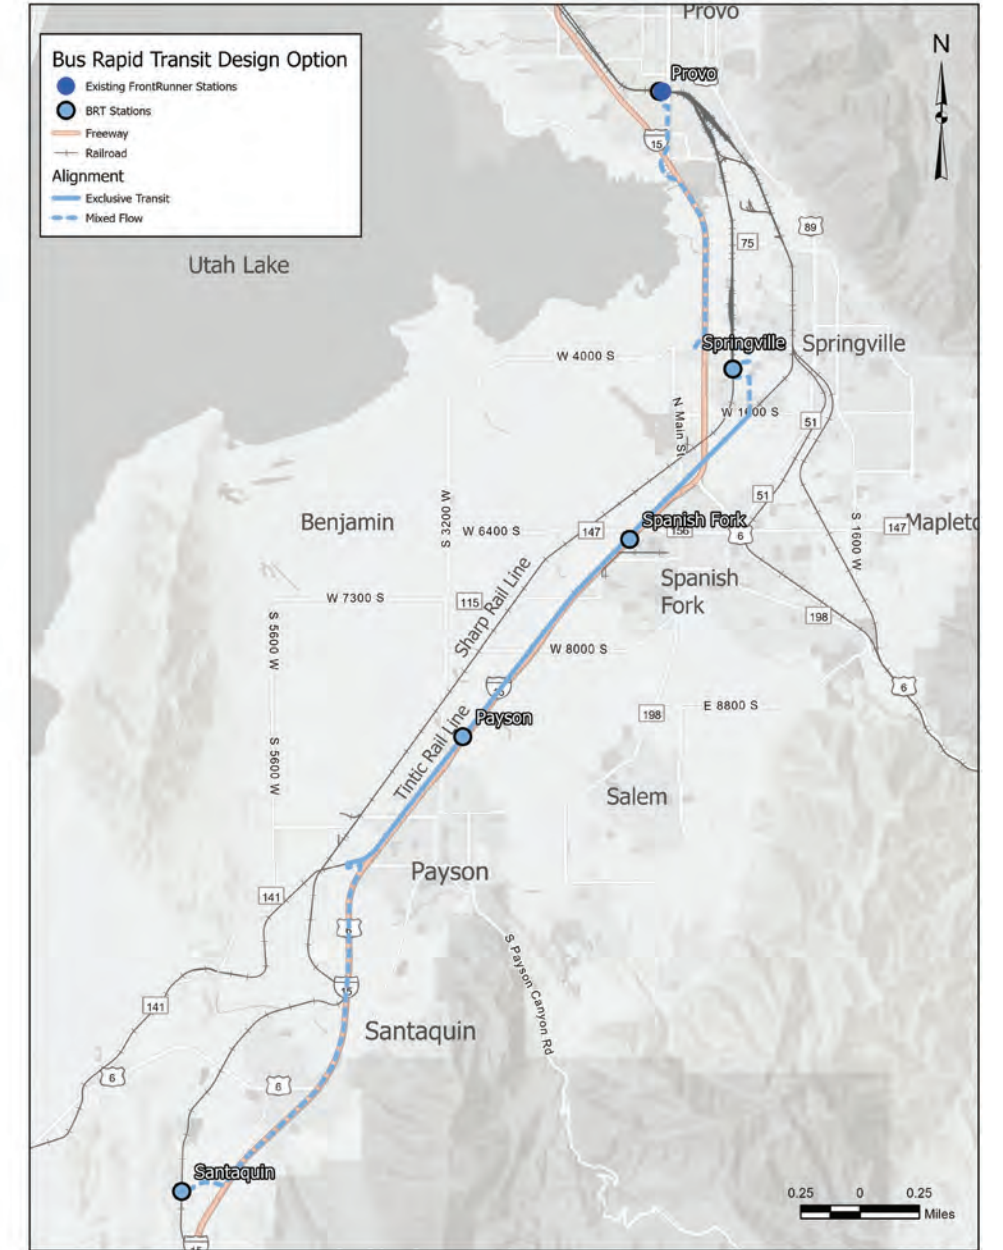 Provo
Bus Rapid Transit Design Option
Existing FrontRunner Stations
BRT Stations
Freeway
Railroad
Alignment
Exclusive Transit
Mixed Flow
N
Provo
15
Utah Lake
75
89
Springville
Springville
W 4000 S
N Main St
W 1600 S
51
51
Benjamin
S 3200 W
W 6400 S
147
Spanish Fork
156
6
S 1600 W
147
Mapleto
Sharp Rail Line
Spanish
Fork
W 7300 S
115
198
S 5600 W
W 8000 S
6
198
E 8800 S
Payson
S 5600 W
Tintic Rail Line
Salem
Payson
141
6
S Payson Canyon Rd
15
141
Santaquin
6
6
Santaquin
0.25
0
0.25
Miles
15